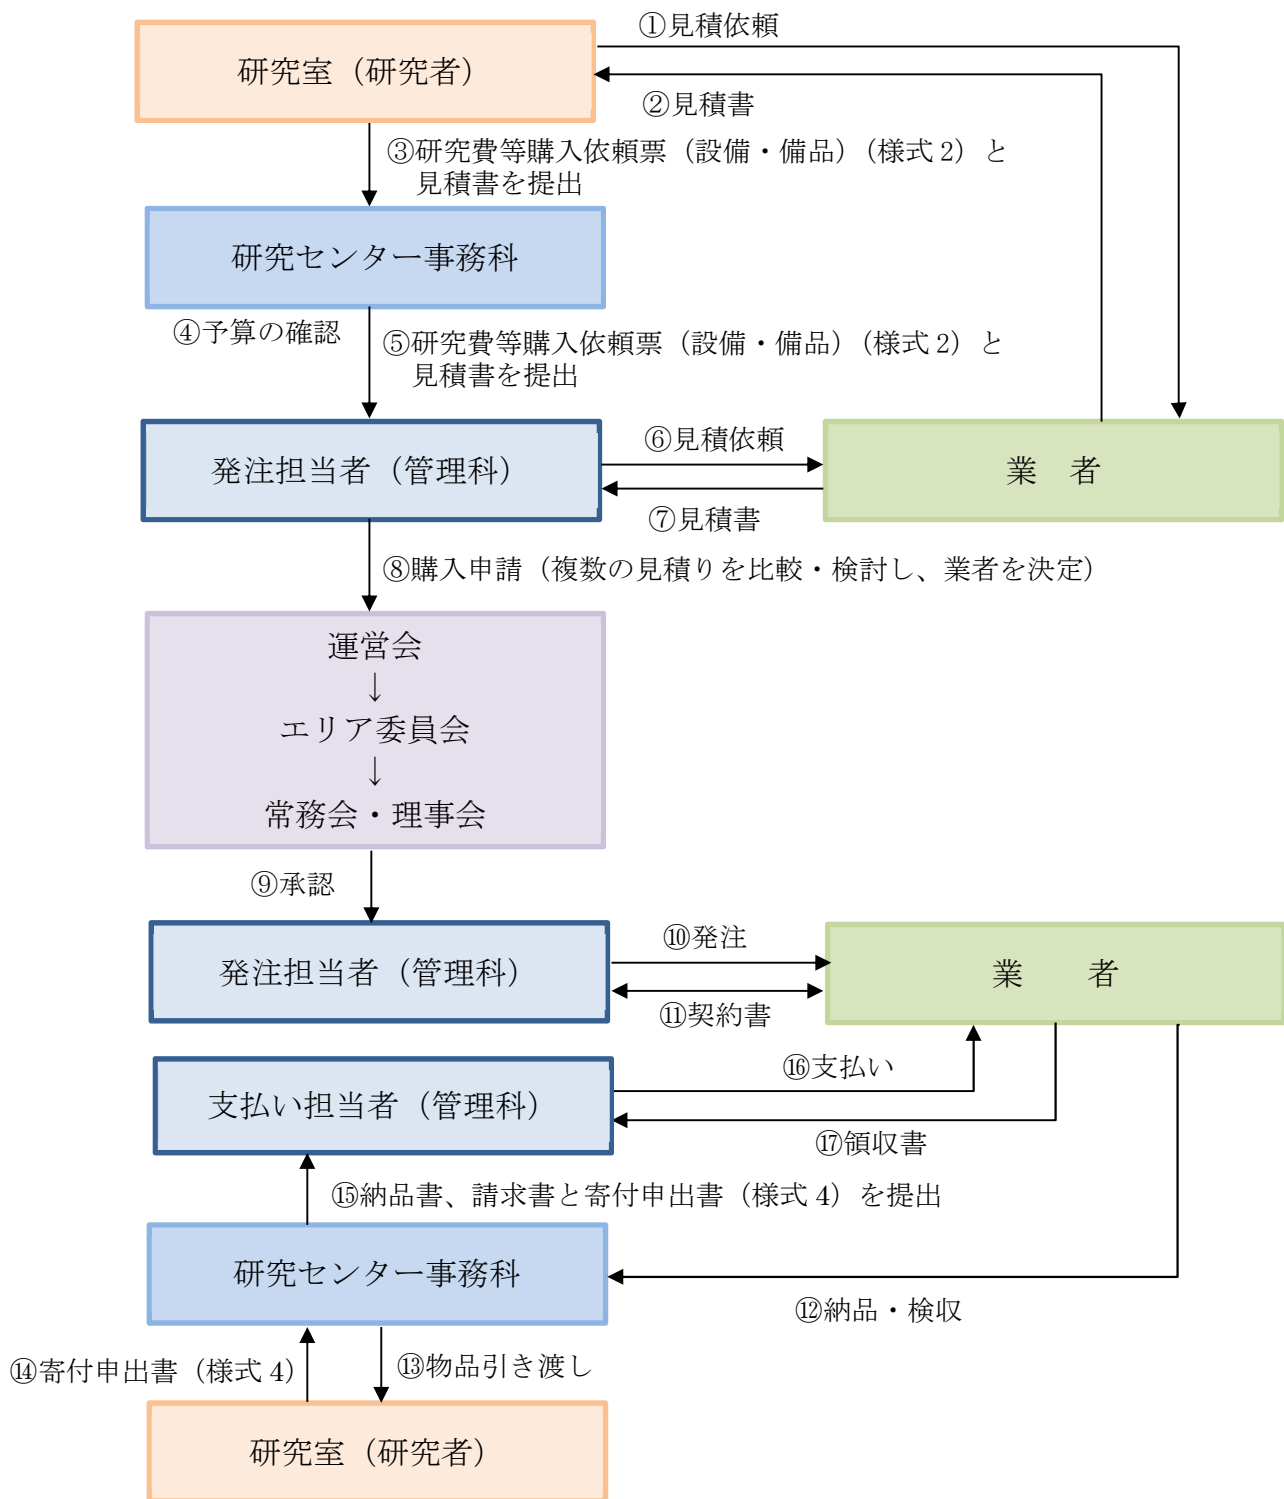 ①見積依頼
研究室（研究者）
②見積書
③研究費等購入依頼票（設備・備品）（様式 2）と
見積書を提出
研究センター事務科
④予算の確認
⑤研究費等購入依頼票（設備・備品）（様式 2）と
見積書を提出
発注担当者（管理科）
⑥見積依頼
業　者
⑦見積書
⑧購入申請（複数の見積りを比較・検討し、業者を決定）
運営会
↓
エリア委員会
↓
常務会・理事会
⑨承認
発注担当者（管理科）
⑩発注
業　　者
⑪契約書
支払い担当者（管理科）
⑯支払い
⑰領収書
⑮納品書、請求書と寄付申出書（様式 4）を提出
研究センター事務科
⑫納品・検収
⑭寄付申出書（様式 4）
⑬物品引き渡し
研究室（研究者）